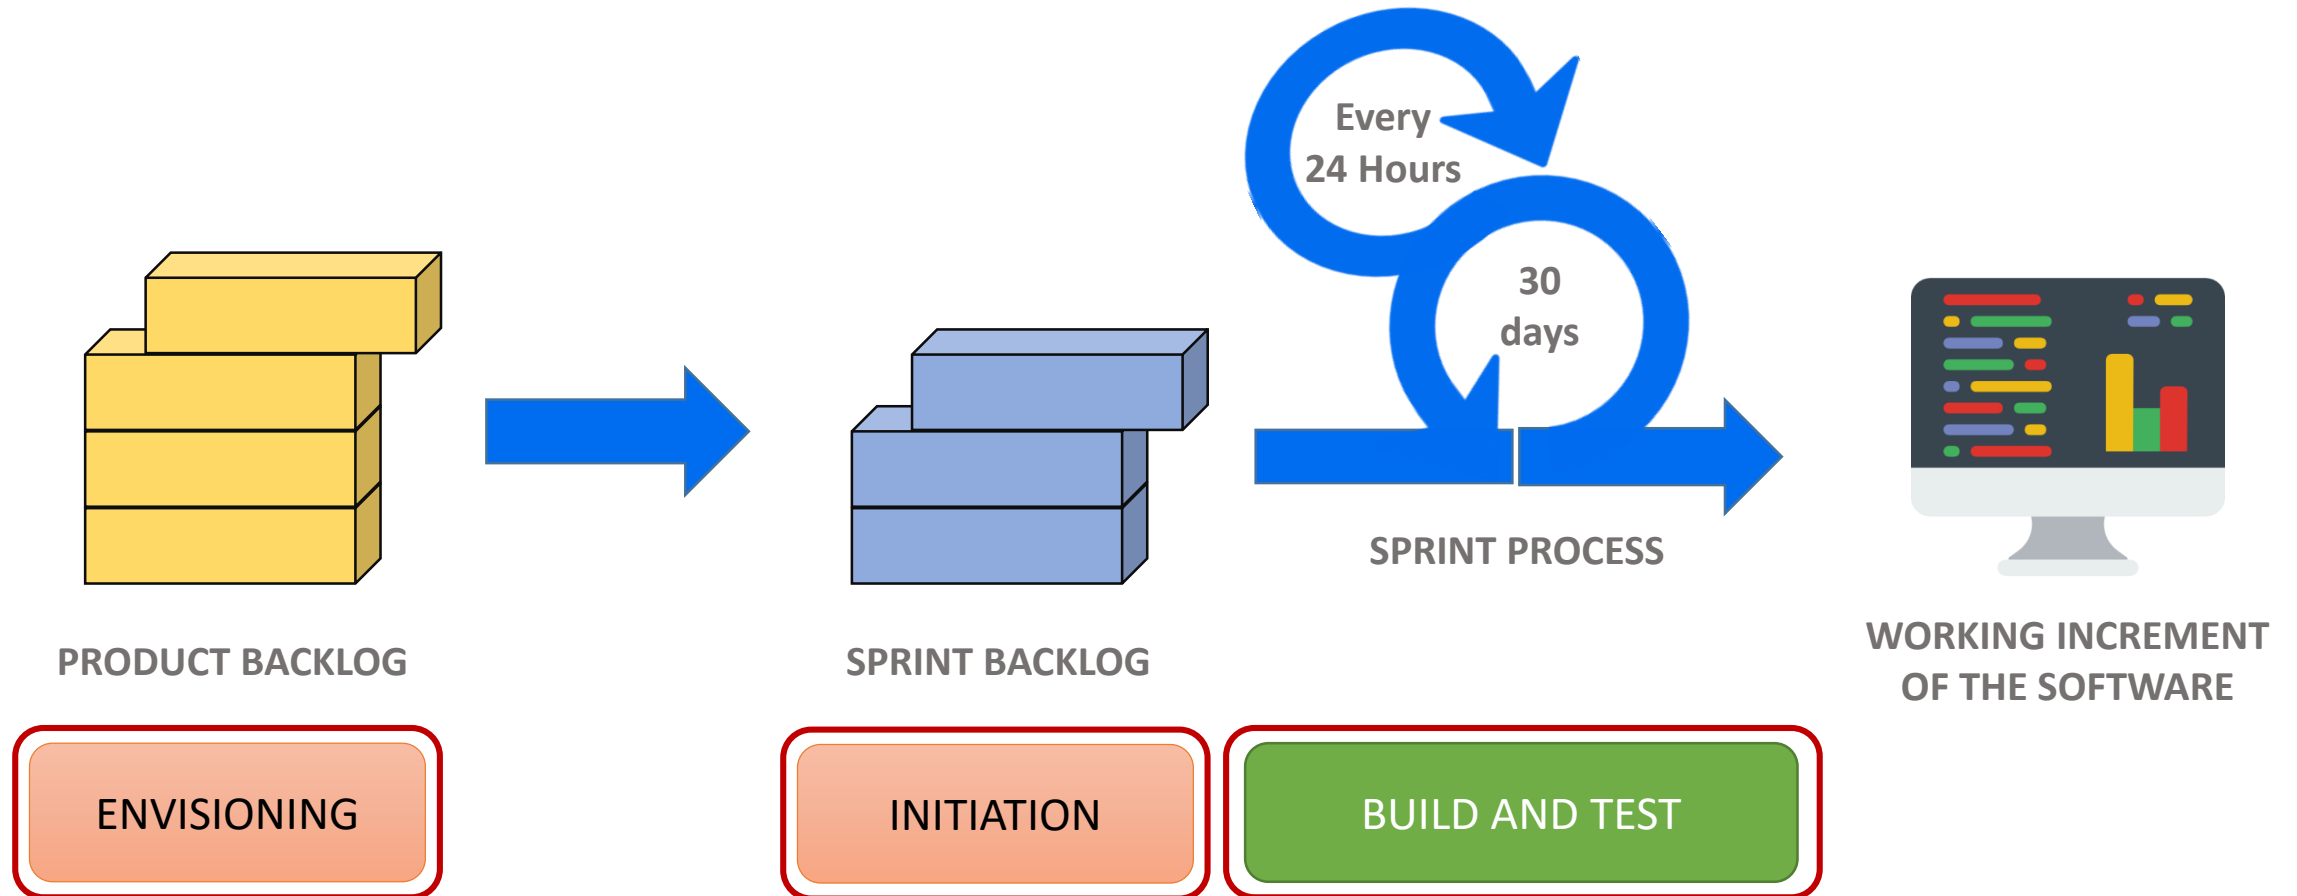 Every
24 Hours
30
days
SPRINT PROCESS
PRODUCT BACKLOG
SPRINT BACKLOG
WORKING INCREMENT
OF THE SOFTWARE
ENVISIONING
INITIATION
BUILD AND TEST